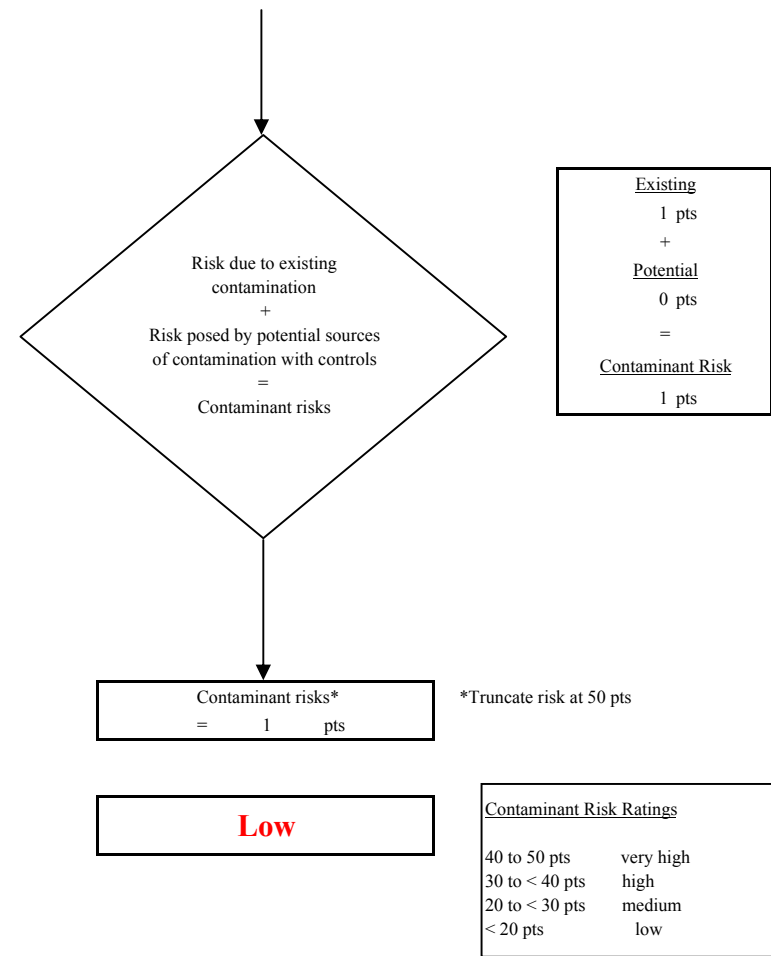 Risk due to existing
contamination
+
Risk posed by potential sources
of contamination with controls
=
Contaminant risks
Existing
1 pts
+
Potential
0 pts
=
Contaminant Risk
1 pts
Contaminant risks*
= 1 pts
*Truncate risk at 50 pts
Low
Contaminant Risk Ratings
40 to 50 pts very high
30 to < 40 pts high
20 to < 30 pts medium
< 20 pts low